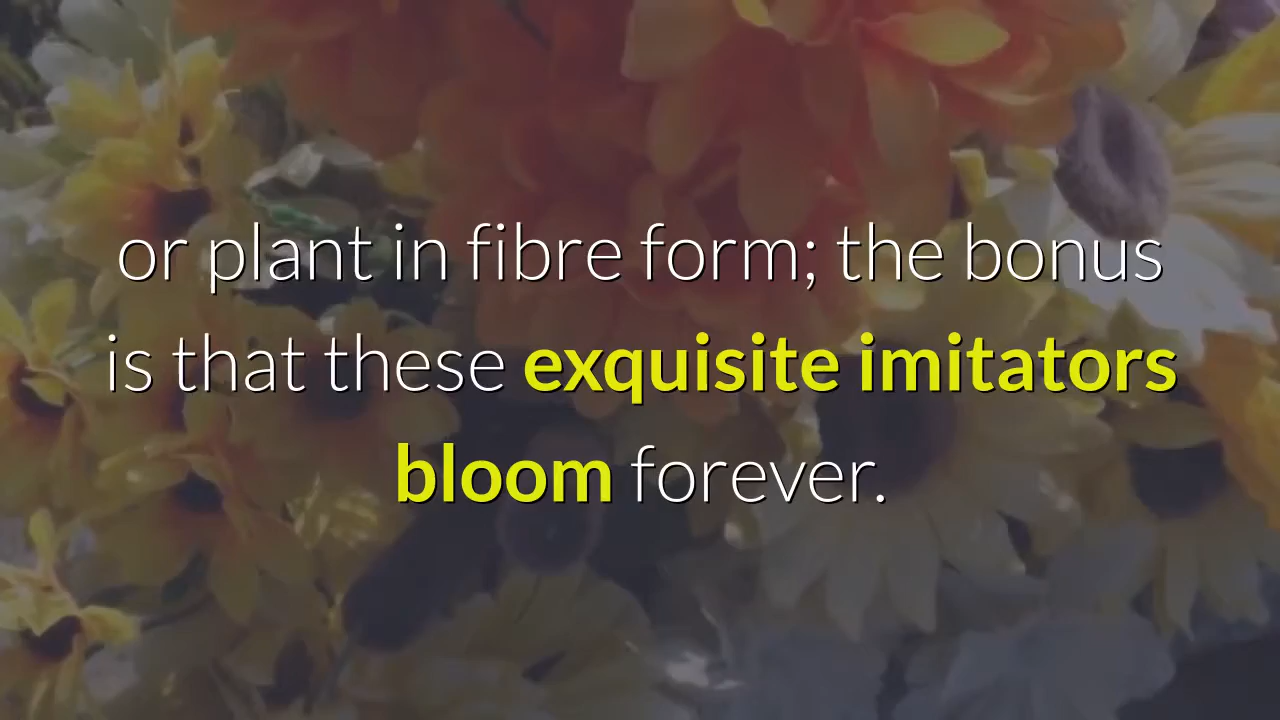 or plant in fibre form; the bonus
is that these exquisite imitators
bloom forever.